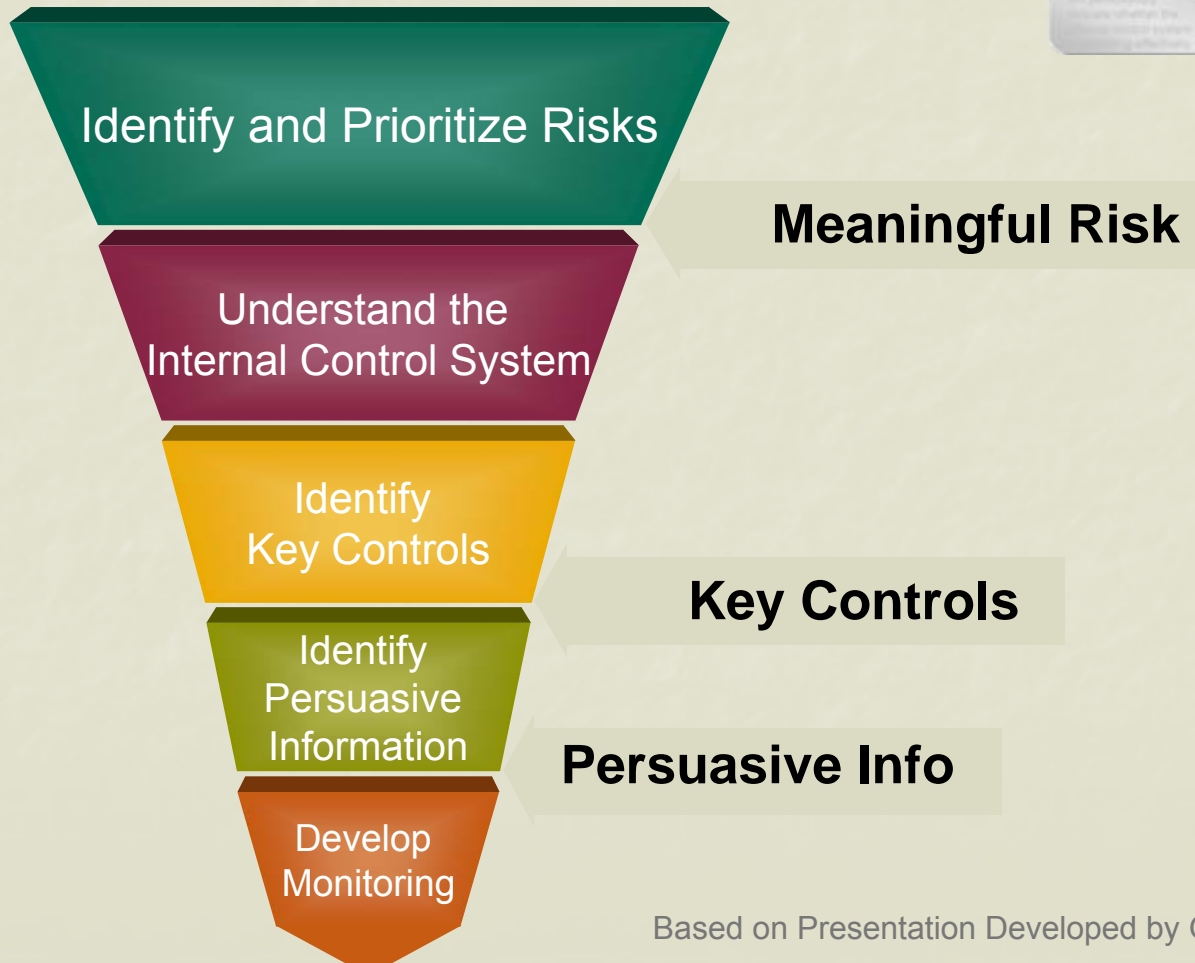 Identify and Prioritize Risks
Meaningful Risk
Understand the
Internal Control System
Identify
Key Controls
Key Controls
Identify
Persuasive
Information
Persuasive Info
Develop
Monitoring
Based on Presentation Developed by